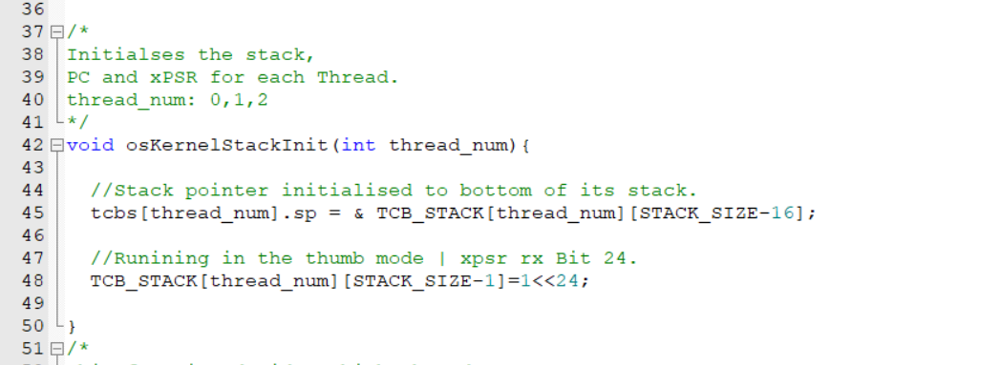 36
37 /*
38 Initialses the stack,
39 PC and xPSR for each Thread.
40 thread_num: 0,1,2
41 */
42 void osKernelStackInit(int thread_num){
43
44 //Stack pointer initialised to bottom of its stack.
45 tcbs[thread_num].sp = & TCB_STACK[thread_num][STACK_SIZE-16];
46
47 //Runining in the thumb mode | xpsr rx Bit 24.
48 TCB_STACK[thread_num][STACK_SIZE-1]=1<<24;
49
50 }
51 /*